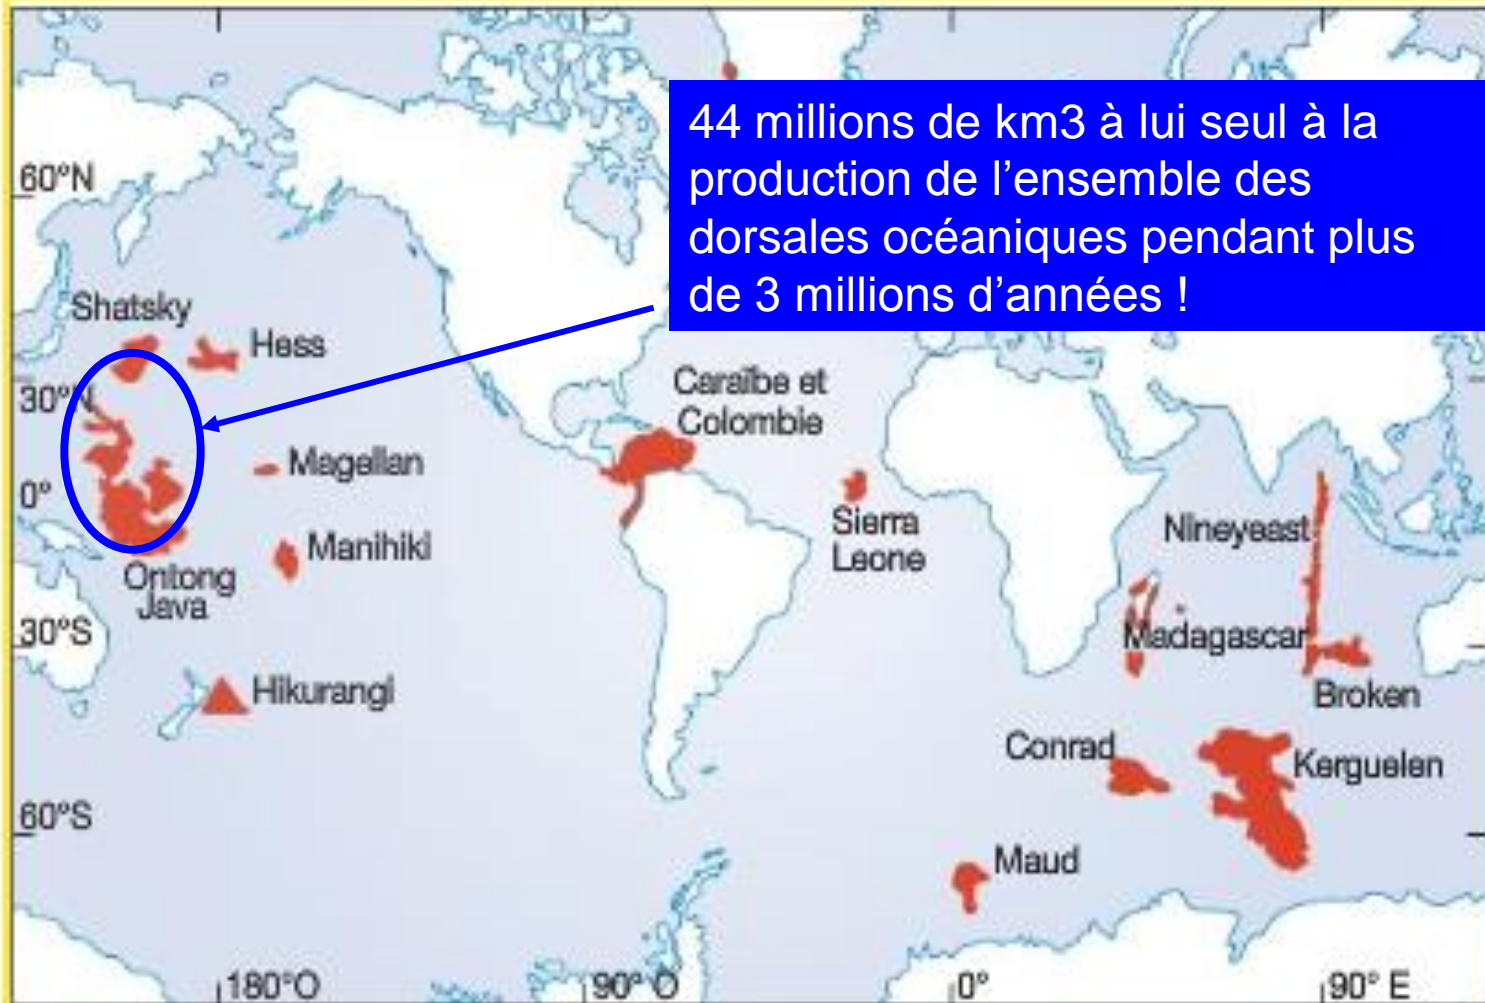 44 millions de km3 à lui seul à la
production de l’ensemble des
dorsales océaniques pendant plus
de 3 millions d’années !
60°N
Shatsky
Hess
30°N
Caraïbe et
Colombie
Magellan
0°
Sierra
Leone
Nineyeast
Manihiki
Ontong
Java
30°S
Madagascar
Hikurangi
Broken
Conrad
Kerguelen
60°S
Maud
180°O
90° O
0°
90° E